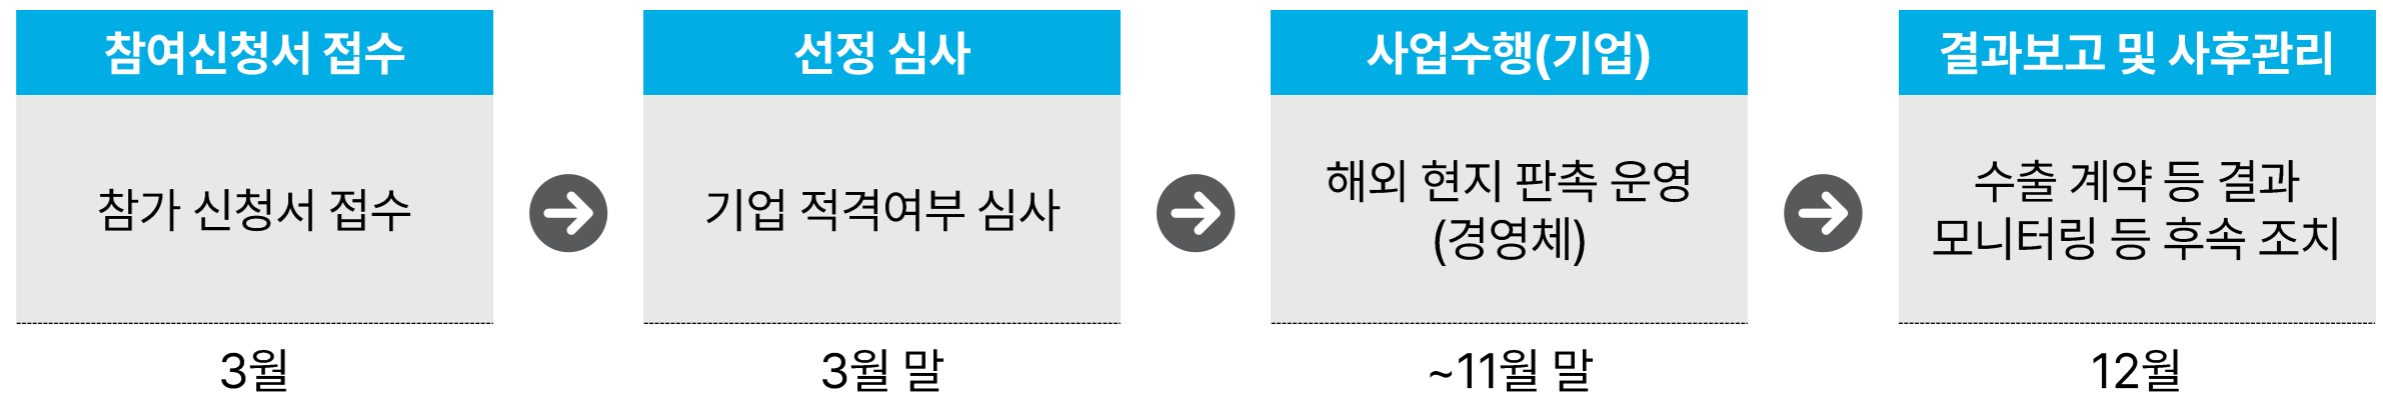 참여신청서 접수
참가 신청서 접수
3월
선정 심사
기업 적격여부 심사
3월 말
사업수행(기업)
해외 현지 판촉 운영
(경영체)
~11월 말
결과보고 및 사후관리
수출 계약 등 결과
모니터링 등 후속 조치
12월